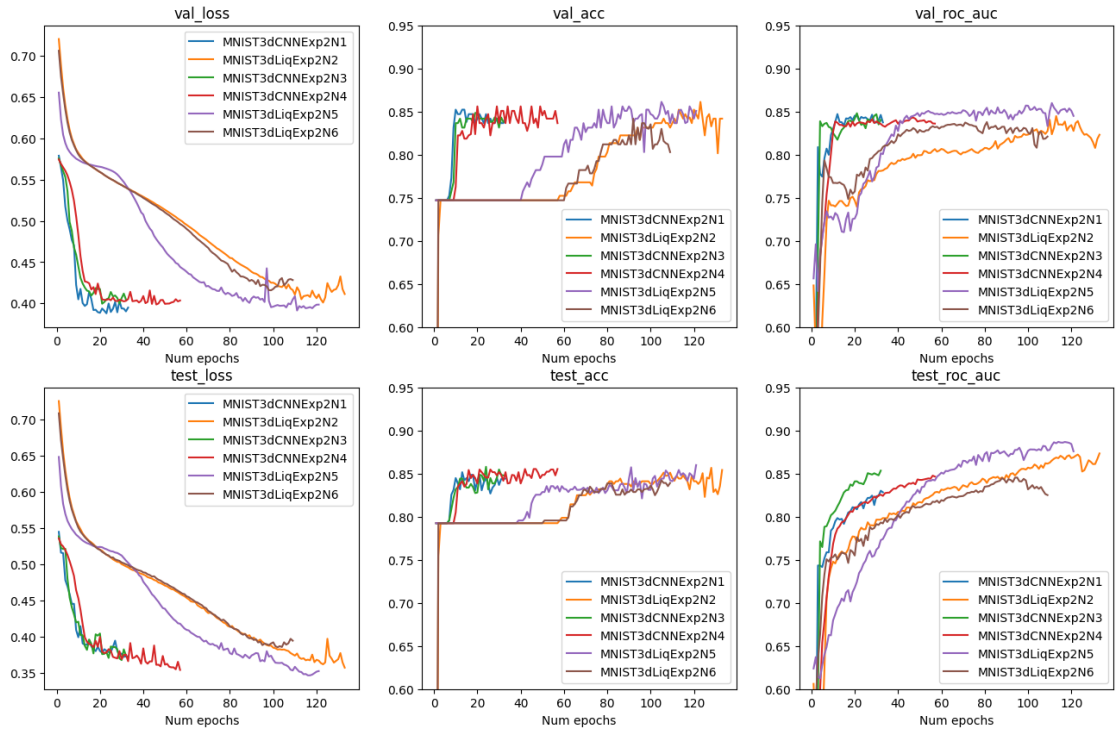 val_loss
0.70
0.65
0.60
0.55
0.50
0.45
0.40
MNIST3dCNNExp2N1
MNIST3dLiqExp2N2
MNIST3dCNNExp2N3
MNIST3dCNNExp2N4
MNIST3dLiqExp2N5
MNIST3dLiqExp2N6
0 20 40 60 80 100 120
Num epochs
val_acc
0.95
0.90
0.85
0.80
0.75
0.70
0.65
0.60
MNIST3dCNNExp2N1
MNIST3dLiqExp2N2
MNIST3dCNNExp2N3
MNIST3dCNNExp2N4
MNIST3dLiqExp2N5
MNIST3dLiqExp2N6
0 20 40 60 80 100 120
Num epochs
val_roc_auc
0.95
0.90
0.85
0.80
0.75
0.70
0.65
0.60
MNIST3dCNNExp2N1
MNIST3dLiqExp2N2
MNIST3dCNNExp2N3
MNIST3dCNNExp2N4
MNIST3dLiqExp2N5
MNIST3dLiqExp2N6
0 20 40 60 80 100 120
Num epochs
test_loss
0.70
0.65
0.60
0.55
0.50
0.45
0.40
0.35
MNIST3dCNNExp2N1
MNIST3dLiqExp2N2
MNIST3dCNNExp2N3
MNIST3dCNNExp2N4
MNIST3dLiqExp2N5
MNIST3dLiqExp2N6
0 20 40 60 80 100 120
Num epochs
test_acc
0.95
0.90
0.85
0.80
0.75
0.70
0.65
0.60
MNIST3dCNNExp2N1
MNIST3dLiqExp2N2
MNIST3dCNNExp2N3
MNIST3dCNNExp2N4
MNIST3dLiqExp2N5
MNIST3dLiqExp2N6
0 20 40 60 80 100 120
Num epochs
test_roc_auc
0.95
0.90
0.85
0.80
0.75
0.70
0.65
0.60
MNIST3dCNNExp2N1
MNIST3dLiqExp2N2
MNIST3dCNNExp2N3
MNIST3dCNNExp2N4
MNIST3dLiqExp2N5
MNIST3dLiqExp2N6
0 20 40 60 80 100 120
Num epochs